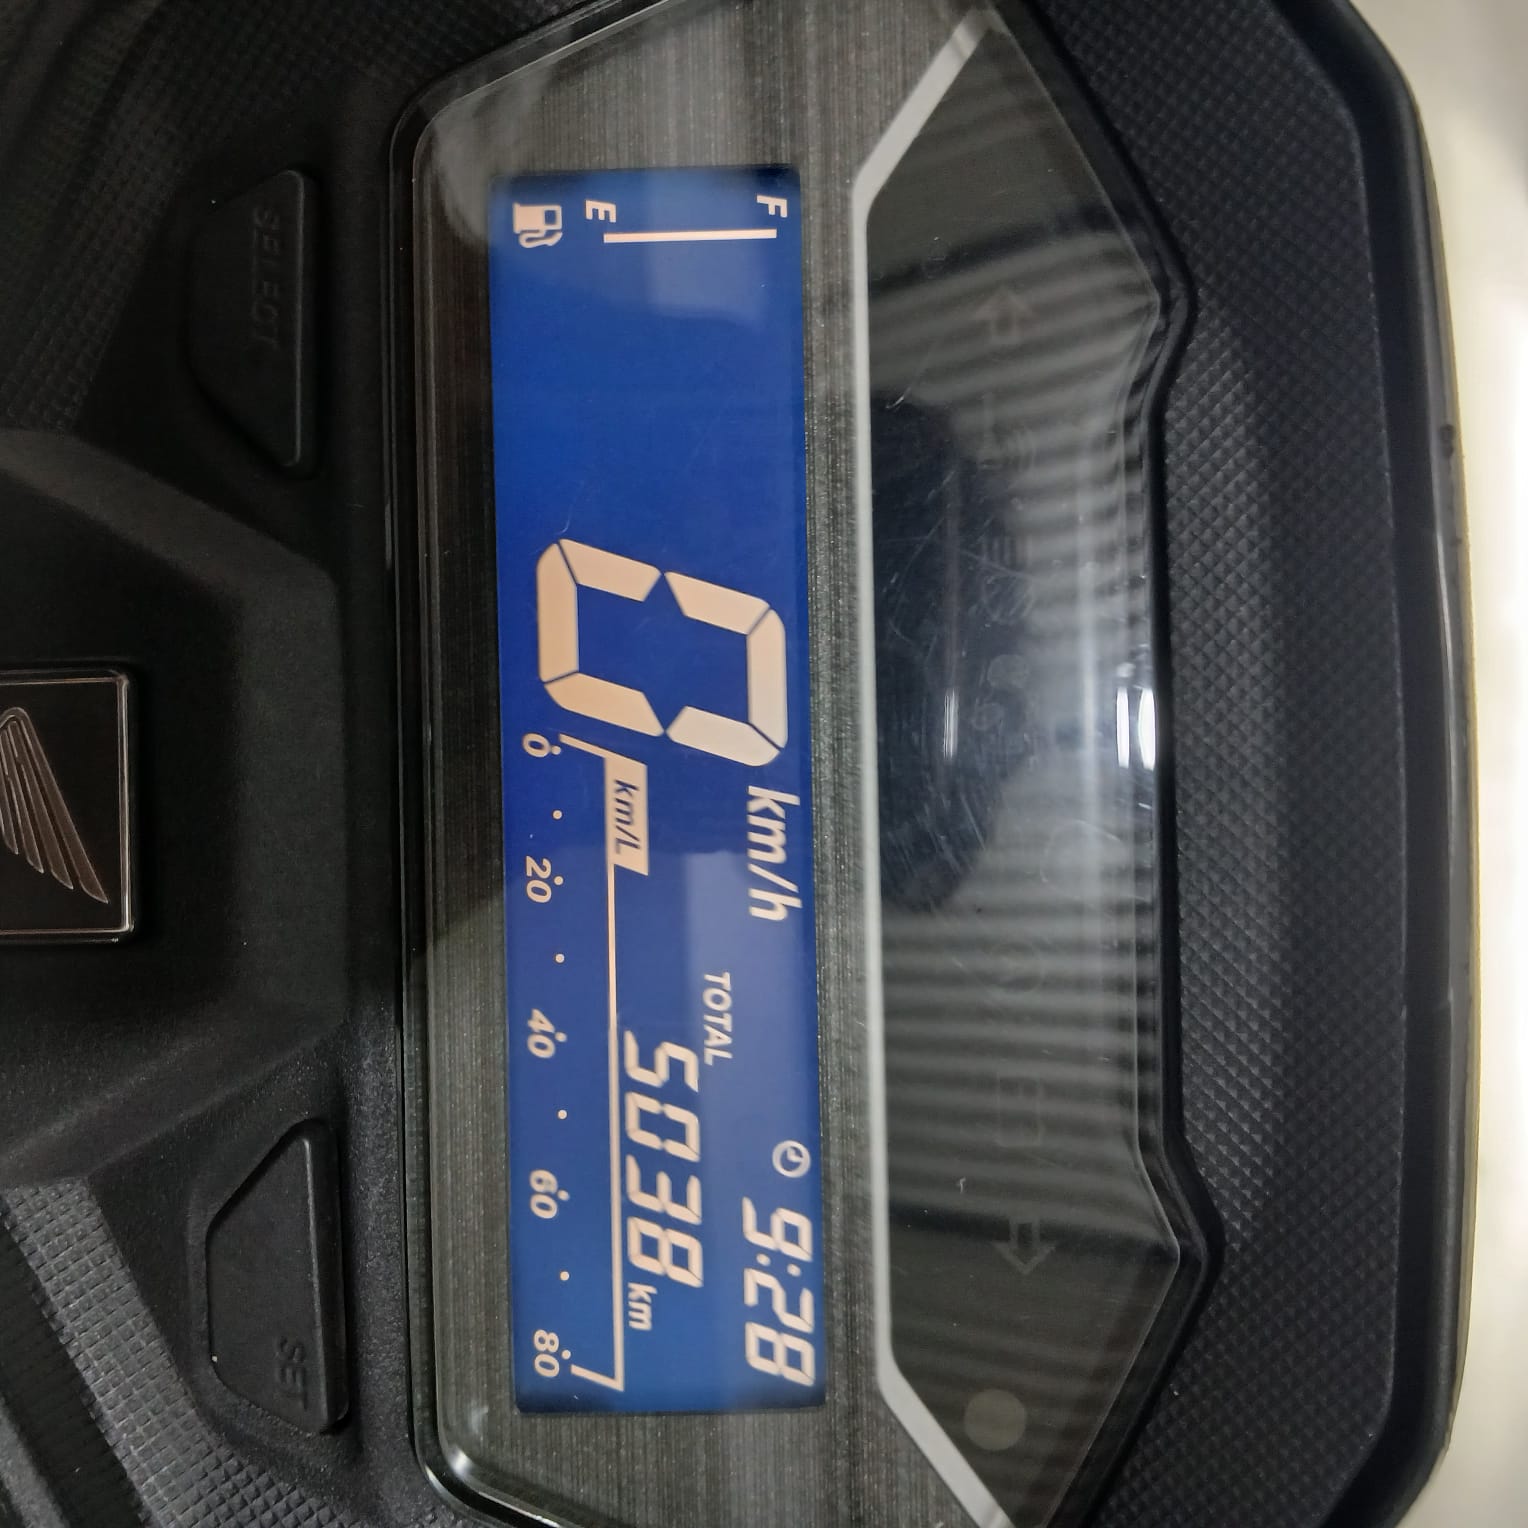 9:28
F
km/h
TOTAL
5038 km
E
0
km/L
0 20 40 60 80
SELECT
SET